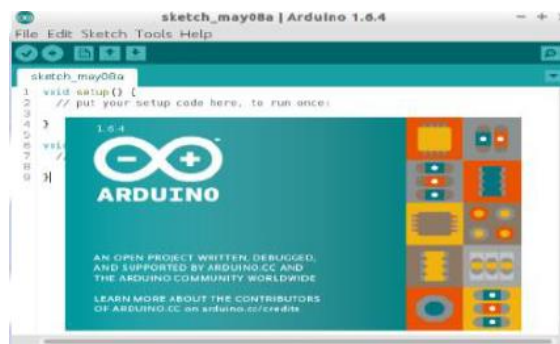 sketch_may08a | Arduino 1.6.4
File Edit Sketch Tools Help
sketch_may08a
1 void setup() {
2 // put your setup code here, to run once:
3
4 }
5
6 voi
7 //
8
9 }
1.6.4
ARDUINO
AN OPEN PROJECT WRITTEN, DEBUGGED,
AND SUPPORTED BY ARDUINO.CC AND
THE ARDUINO COMMUNITY WORLDWIDE
LEARN MORE ABOUT THE CONTRIBUTORS
OF ARDUINO.CC on arduino.cc/credits